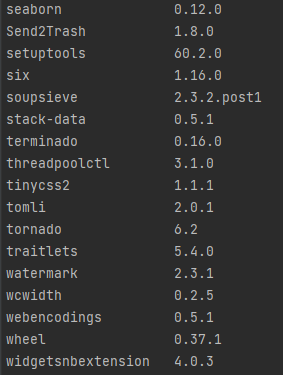 seaborn 0.12.0
Send2Trash 1.8.0
setuptools 60.2.0
six 1.16.0
soupsieve 2.3.2.post1
stack-data 0.5.1
terminado 0.16.0
threadpoolctl 3.1.0
tinycss2 1.1.1
tomli 2.0.1
tornado 6.2
traitlets 5.4.0
watermark 2.3.1
wcwidth 0.2.5
webencodings 0.5.1
wheel 0.37.1
widgetsnbextension 4.0.3